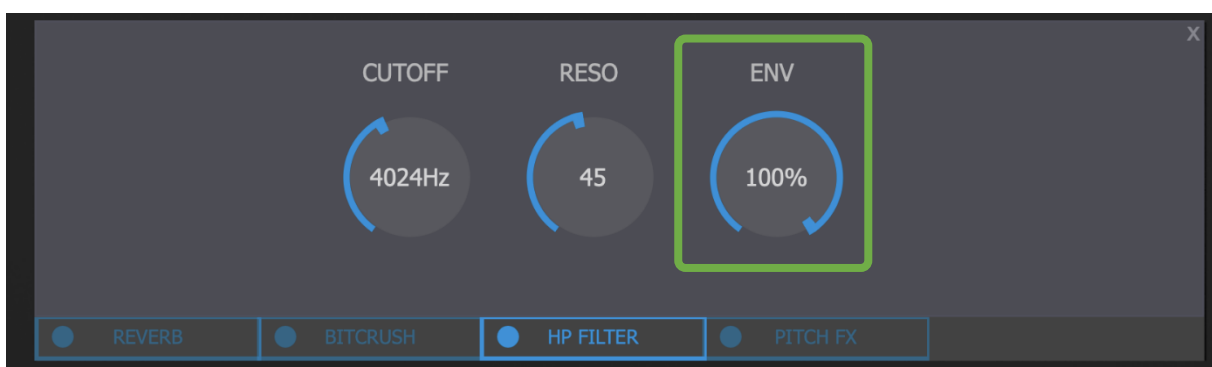 X
CUTOFF RESO ENV
4024Hz 45 100%
REVERB BITCRUSH HP FILTER PITCH FX